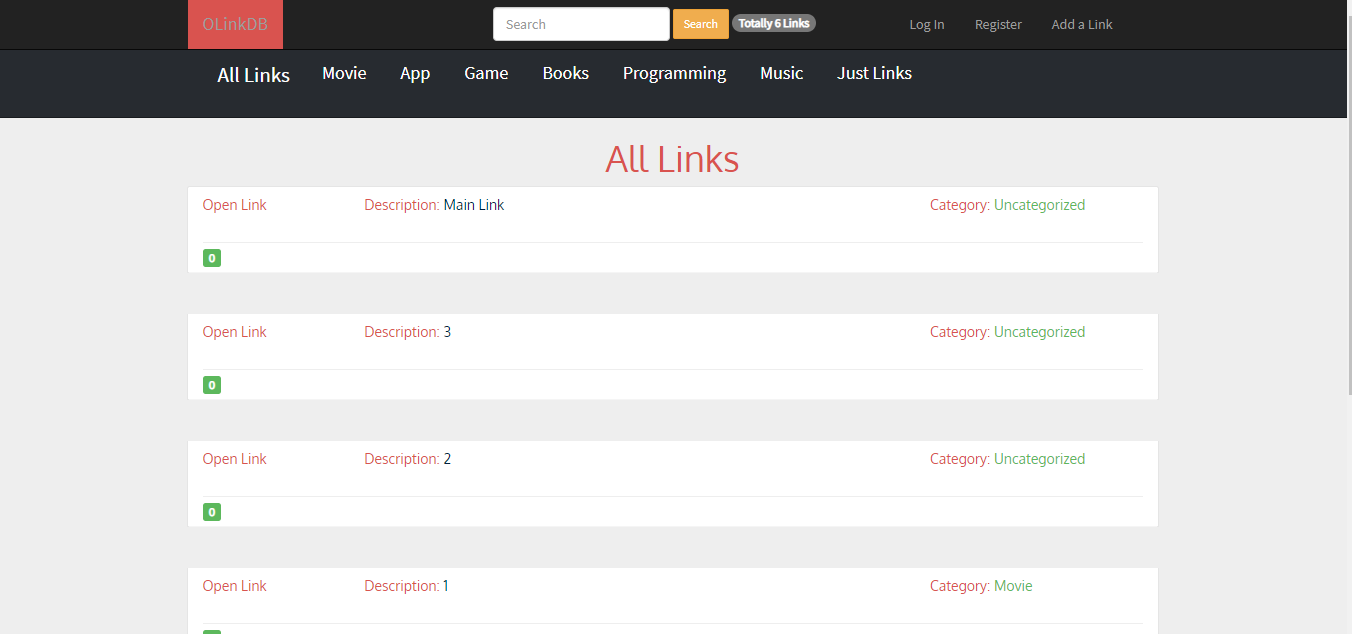 OLinkDB Search Search Totally 6 Links Log In Register Add a Link
All Links Movie App Game Books Programming Music Just Links
All Links
Open Link Description: Main Link Category: Uncategorized
0
Open Link Description: 3 Category: Uncategorized
0
Open Link Description: 2 Category: Uncategorized
0
Open Link Description: 1 Category: Movie